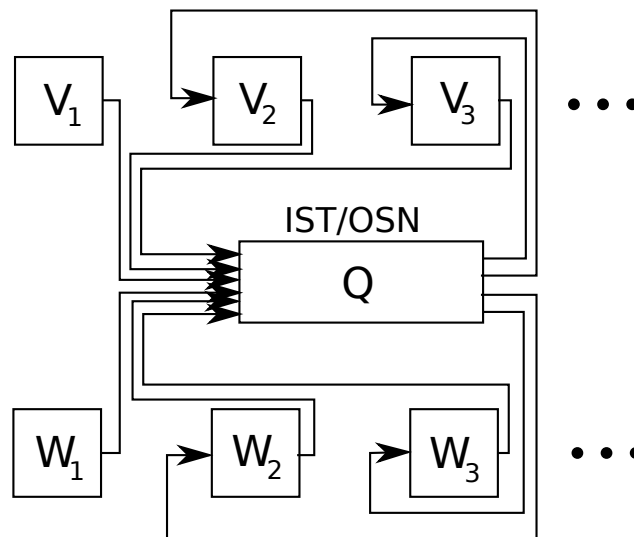 V₁ V₂ V₃ • • •
IST/OSN
Q
W₁ W₂ W₃ • • •